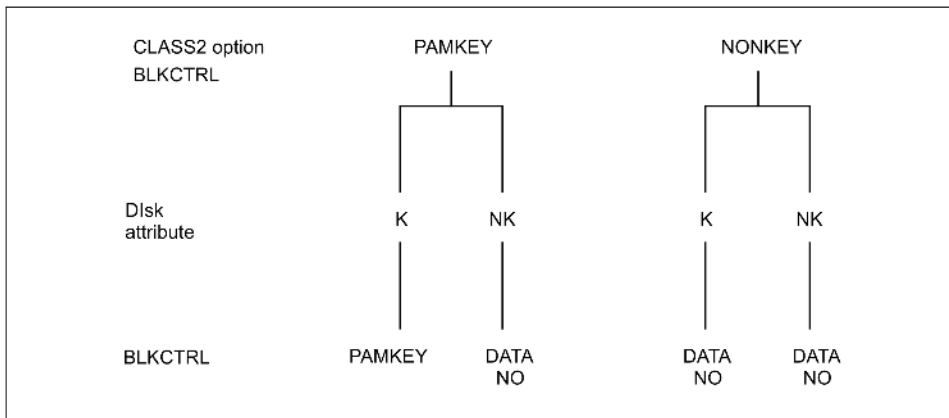 CLASS2 option PAMKEY NONKEY
BLKCTRL
DIsk K NK K NK
attribute
BLKCTRL PAMKEY DATA DATA DATA
NO NO NO